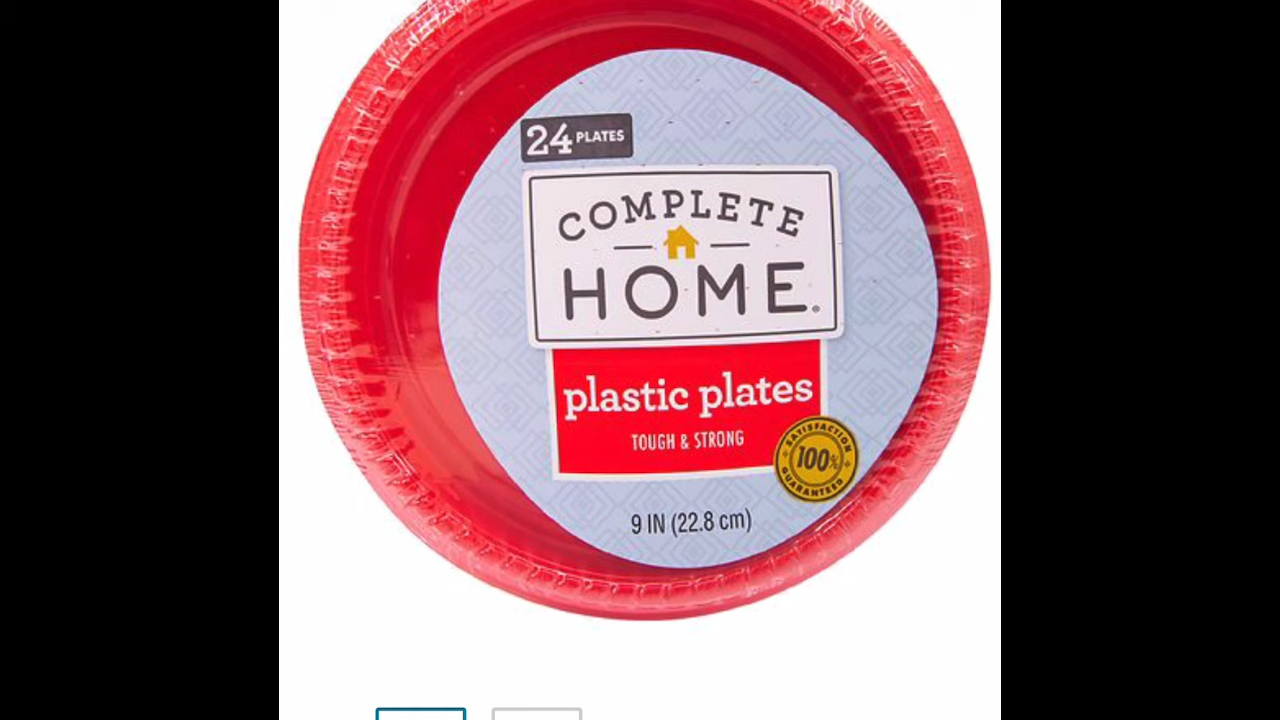 24 PLATES
COMPLETE
HOME®
plastic plates
TOUGH & STRONG
SATISFACTION
100%
GUARANTEED
9 IN (22.8 cm)